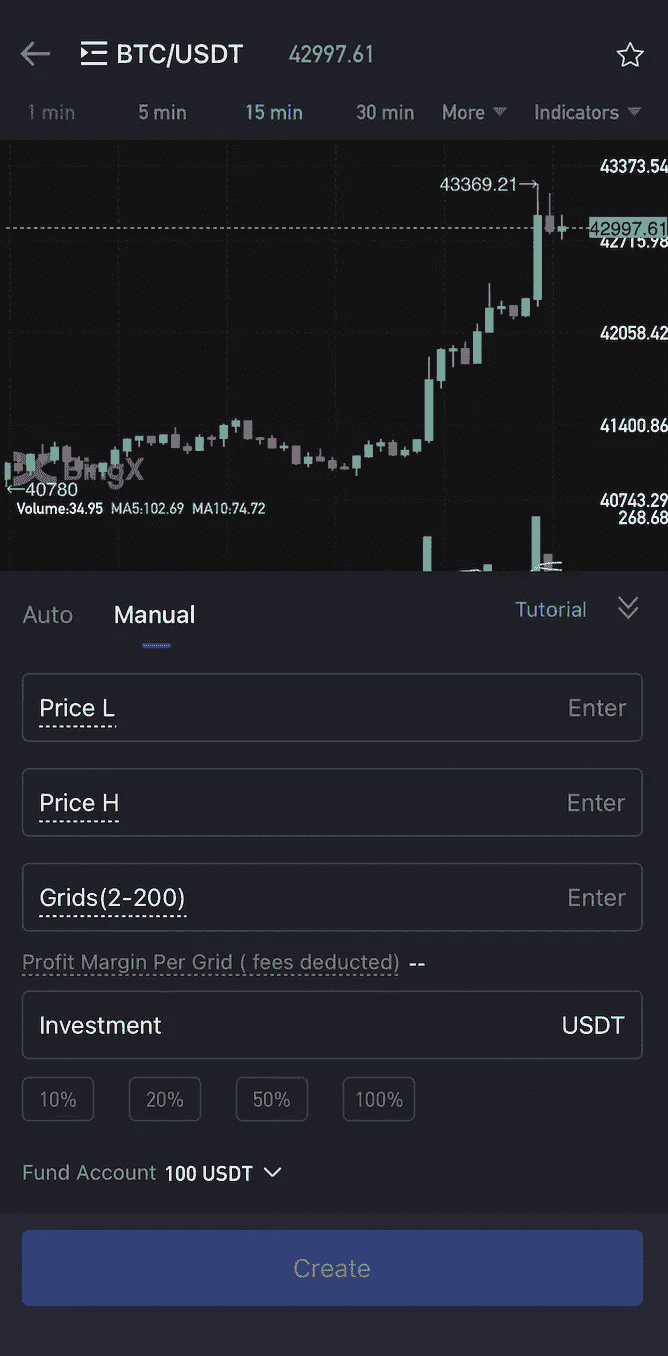 BTC/USDT 42997.61
1 min 5 min 15 min 30 min More Indicators
43373.54
43369.21
42997.61
42715.98
42058.42
41400.86
BingX
40780
40743.29
Volume:34.95 MA5:102.69 MA10:74.72
268.68
Auto Manual Tutorial
Price L Enter
Price H Enter
Grids(2-200) Enter
Profit Margin Per Grid ( fees deducted) --
Investment USDT
10% 20% 50% 100%
Fund Account 100 USDT
Create